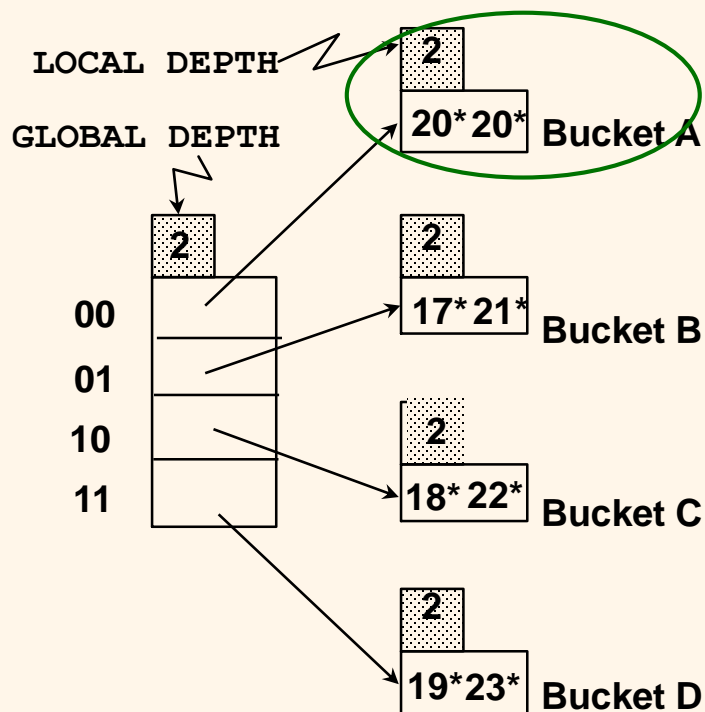 LOCAL DEPTH
2
20* 20* Bucket A
GLOBAL DEPTH
2
2
17* 21* Bucket B
00
01
10
11
2
18* 22* Bucket C
2
19* 23* Bucket D